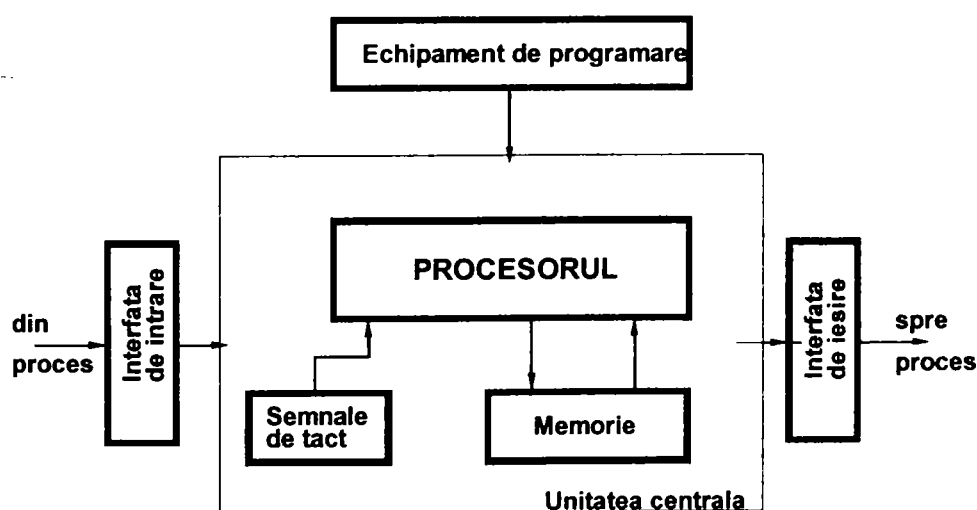 Echipament de programare
PROCESORUL
din
proces
Interfata
de intrare
Semnale
de tact
Memorie
Interfata
de iesire
spre
proces
Unitatea centrala